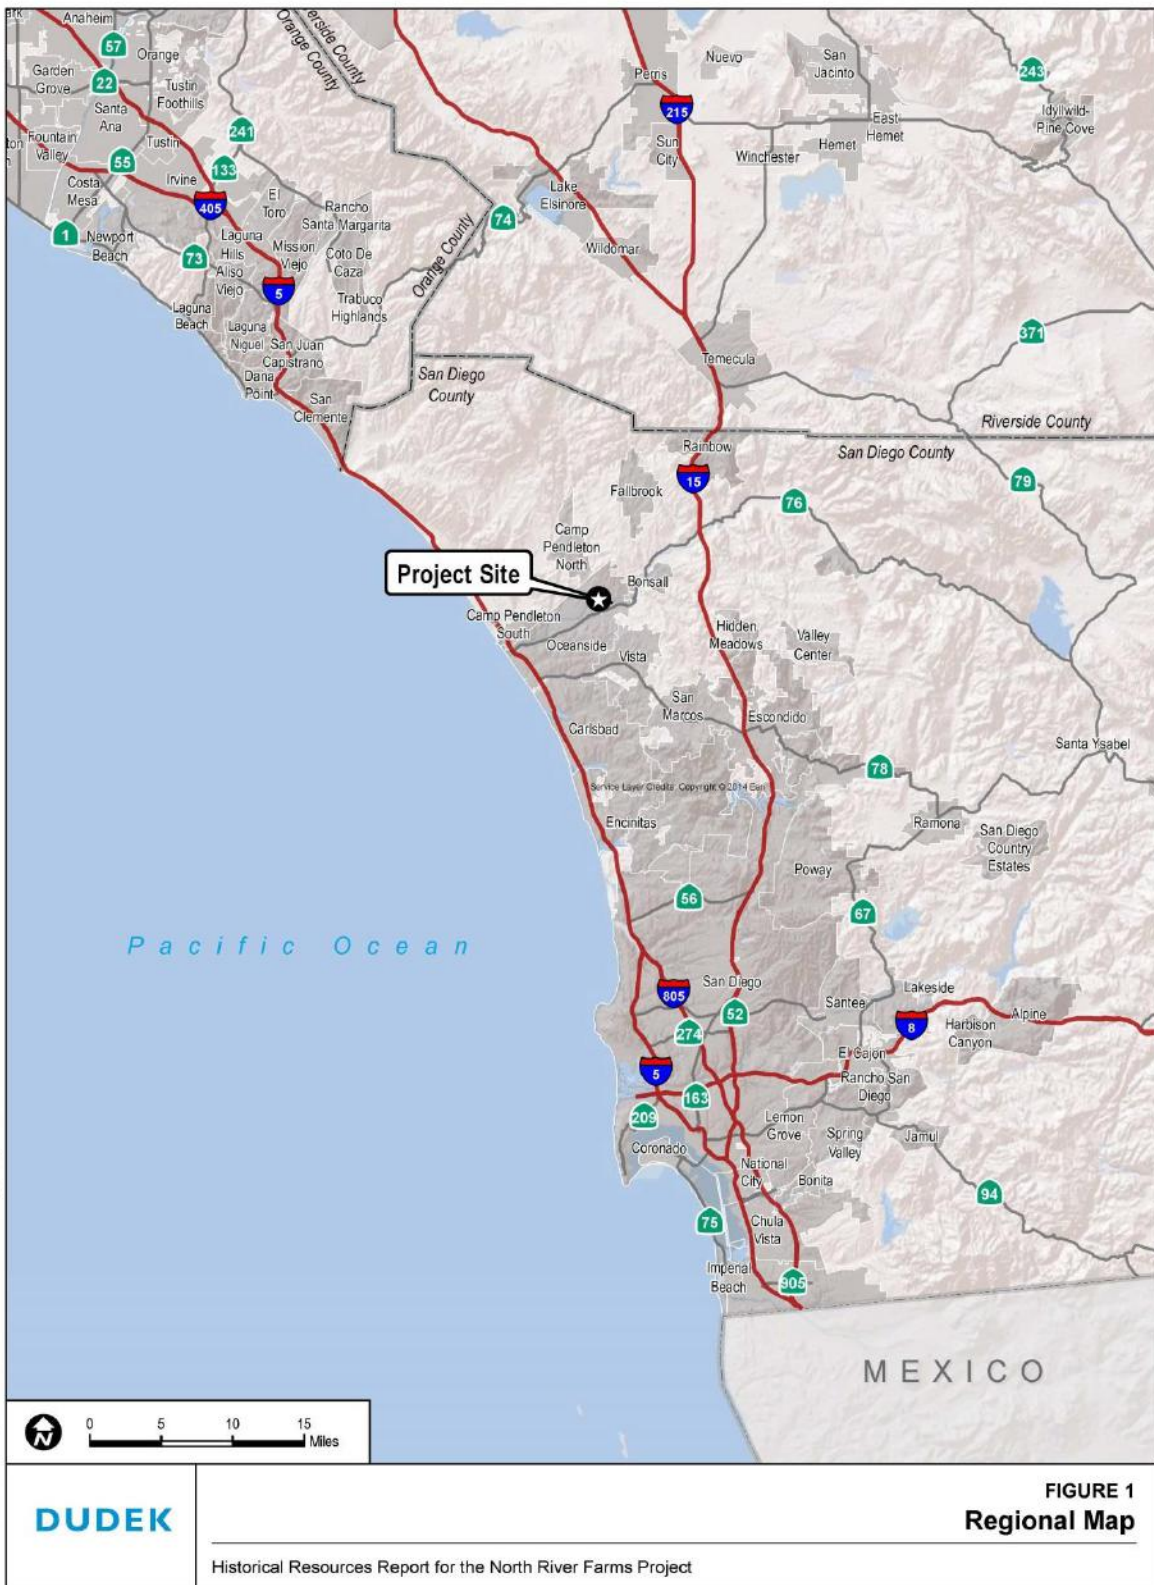 Anaheim
57
Orange
Riverside County
Orange County
Garden
Grove
22
Tustin
Foothills
Santa
Ana
241
Fountain
Valley
Tustin
55
133
Irvine
Costa
Mesa
405
El
Toro
Rancho
Santa Margarita
1
Newport
Beach
73
Laguna
Hills
Mission
Viejo
Aliso
Viejo
Coto De
Caza
5
Trabuco
Highlands
Laguna
Beach
Laguna
Niguel
San Juan
Capistrano
Dana
Point
San
Clemente
Nuevo
San
Jacinto
243
Perris
215
Idyllwild-
Pine Cove
East
Hemet
Hemet
Sun
City
Winchester
Lake
Elsinore
74
Wildomar
Orange County
371
Temecula
San Diego
County
Riverside County
San Diego County
Rainbow
15
79
Fallbrook
76
Camp
Pendleton
North
Project Site
Bonsall
Camp Pendleton
South
Oceanside
Hidden
Meadows
Valley
Center
Vista
San
Marcos
Escondido
Carlsbad
Santa Ysabel
78
Service Layer Credits: Copyright:© 2014 Esri
Encinitas
Ramona
San Diego
Country
Estates
Poway
56
67
Pacific Ocean
San Diego
805
Lakeside
Santee
52
8
Alpine
Harbison
Canyon
274
El Cajon
5
Rancho San
Diego
163
209
Lemon
Grove
Spring
Valley
Jamul
Coronado
National
City
Bonita
94
75
Chula
Vista
Imperial
Beach
905
MEXICO
N
0 5 10 15
Miles
DUDEK
FIGURE 1
Regional Map
Historical Resources Report for the North River Farms Project